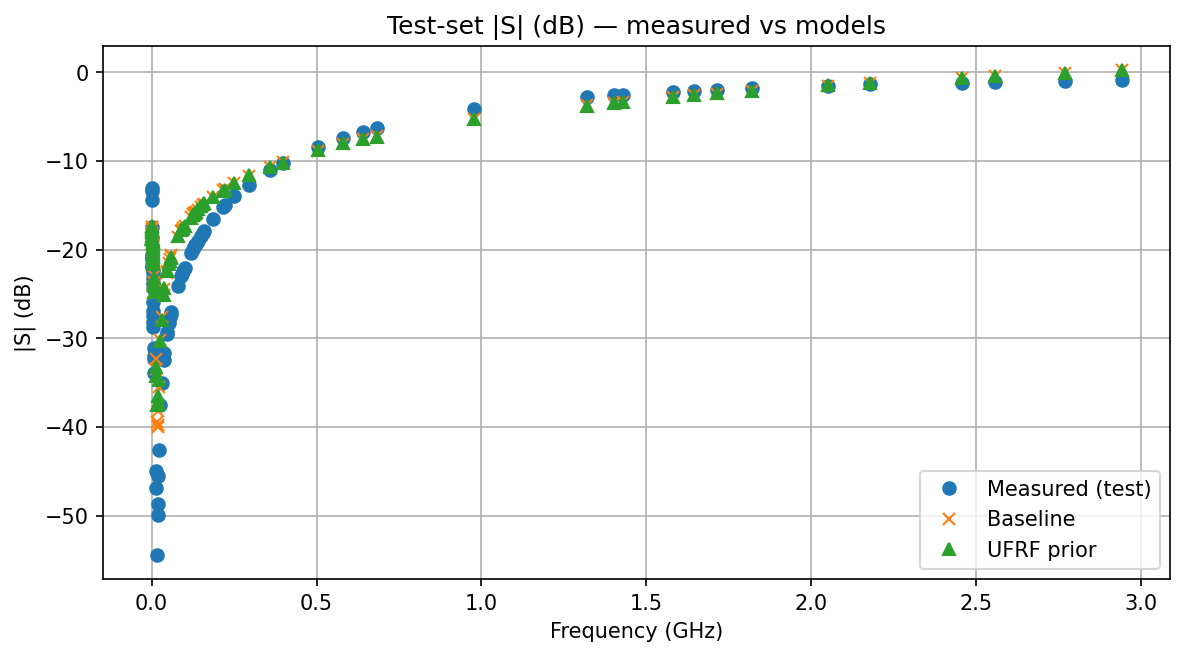 Test-set |S| (dB) — measured vs models
|S| (dB)
0
−10
−20
−30
−40
−50
0.0 0.5 1.0 1.5 2.0 2.5 3.0
Frequency (GHz)
Measured (test)
Baseline
UFRF prior